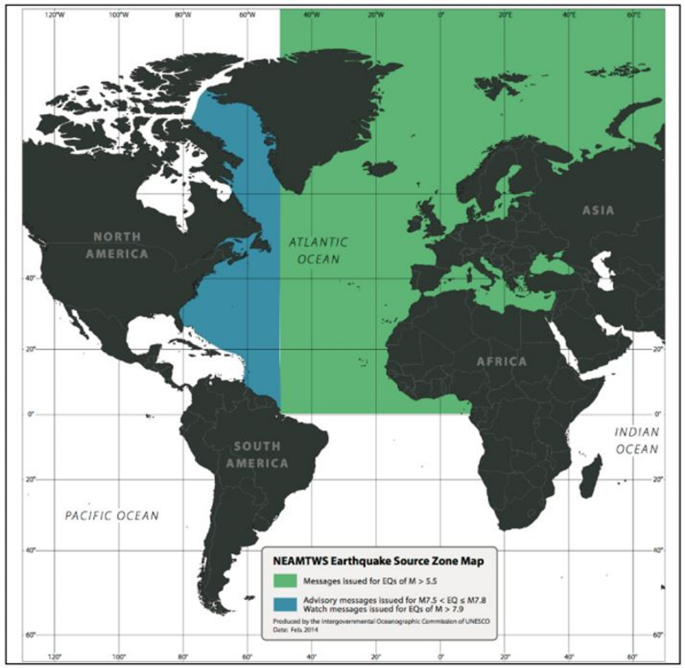 120°W 100°W 80°W 60°W 40°W 20°W 0° 20°E 40°E 60°E
ASIA
NORTH
AMERICA
ATLANTIC
OCEAN
40° 40°
20° 20°
AFRICA
0° 0°
INDIAN
OCEAN
SOUTH
AMERICA
20° 20°
PACIFIC OCEAN
40° 40°
NEAMTWS Earthquake Source Zone Map
Messages issued for EQs of M > 5.5
Advisory messages issued for M7.5 < EQ ≤ M7.8
Watch messages issued for EQs of M > 7.9
Produced by the Intergovernmental Oceanographic Commission of UNESCO
Date: Feb. 2014
60° 60°
120°W 100°W 80°W 60°W 40°W 20°W 0° 20°E 40°E 60°E